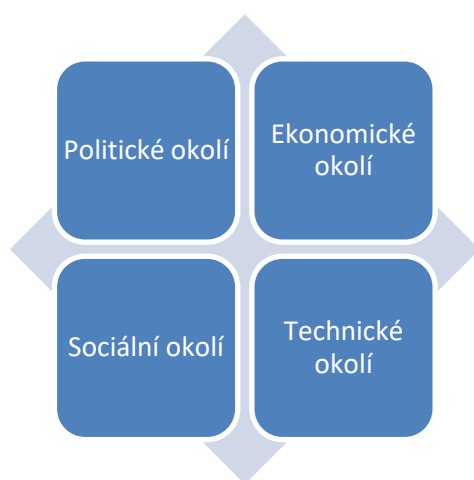 Politické okolí
Ekonomické
okolí
Sociální okolí
Technické
okolí